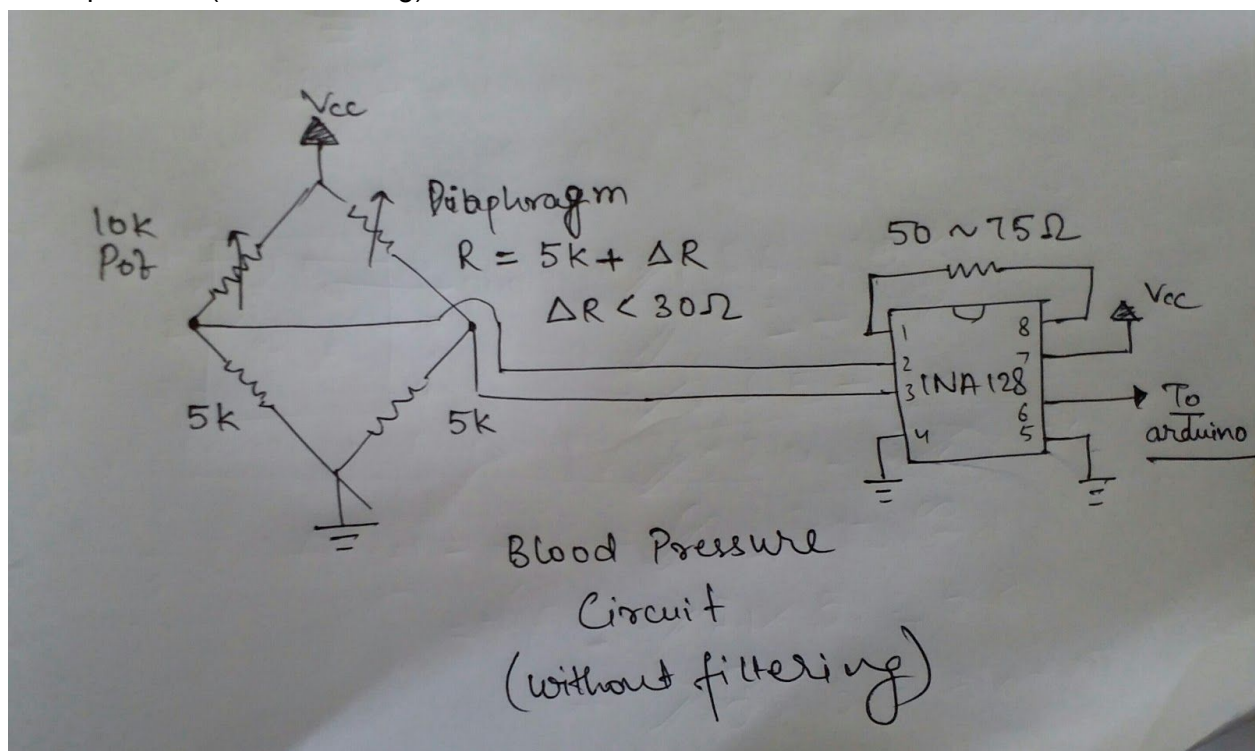 Vcc
10k
Pot
Diaphragm
R = 5k + ΔR
ΔR < 30Ω
5k
5k
50 ~ 75Ω
Vcc
1
2
3
4
8
7
6
5
INA128
To
arduino
Blood Pressure
Circuit
(without filtering)